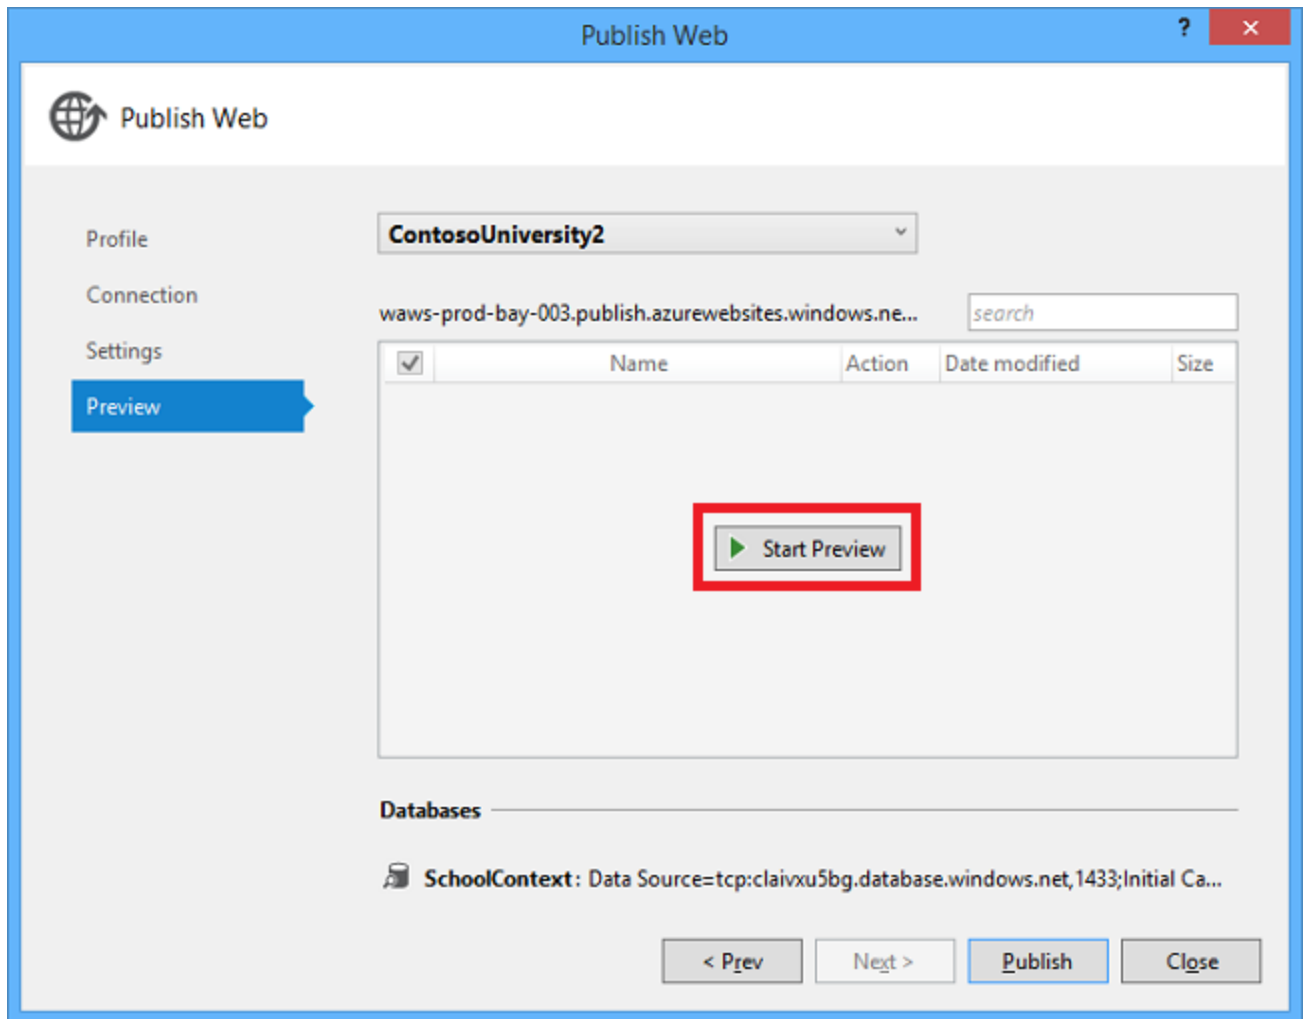 Publish Web
?
Publish Web
Profile
Connection
Settings
Preview
ContosoUniversity2
waws-prod-bay-003.publish.azurewebsites.windows.ne...
search
Name Action Date modified Size
Start Preview
Databases
SchoolContext: Data Source=tcp:claivxu5bg.database.windows.net,1433;Initial Ca...
< Prev Next > Publish Close